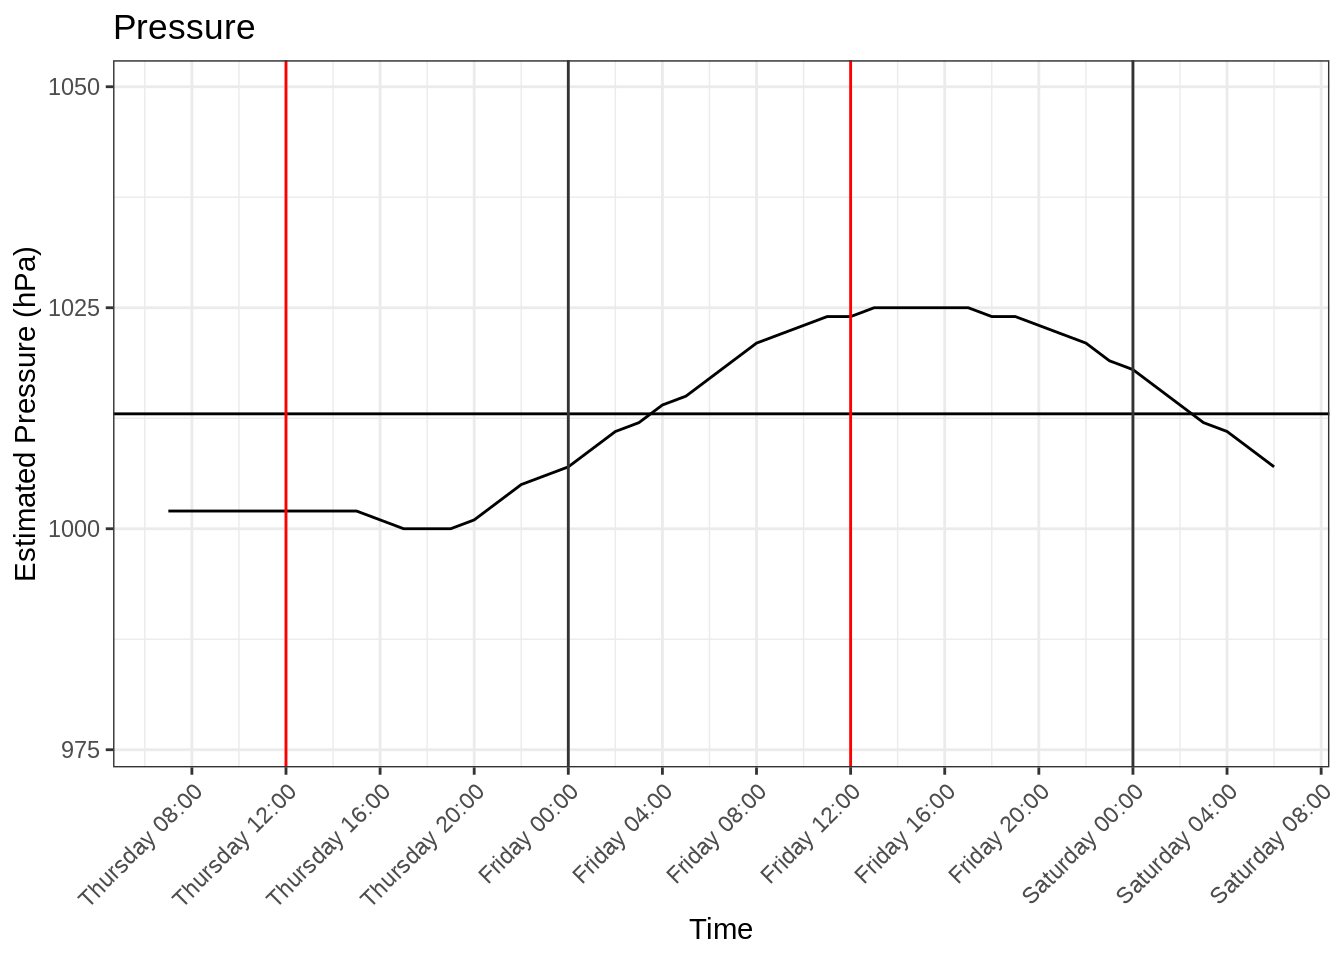 Pressure
Estimated Pressure (hPa)
1050
1025
1000
975
Thursday 08:00
Thursday 12:00
Thursday 16:00
Thursday 20:00
Friday 00:00
Friday 04:00
Friday 08:00
Friday 12:00
Friday 16:00
Friday 20:00
Saturday 00:00
Saturday 04:00
Saturday 08:00
Time